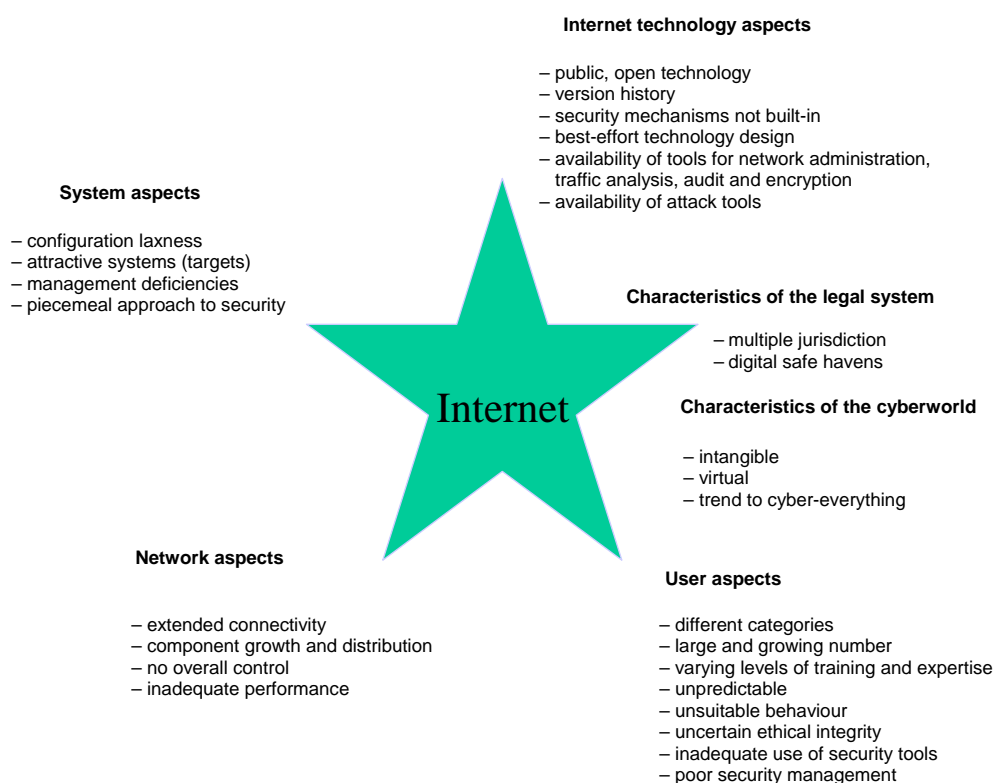 Internet technology aspects
– public, open technology
– version history
– security mechanisms not built-in
– best-effort technology design
– availability of tools for network administration,
traffic analysis, audit and encryption
– availability of attack tools
System aspects
– configuration laxness
– attractive systems (targets)
– management deficiencies
– piecemeal approach to security
Characteristics of the legal system
– multiple jurisdiction
– digital safe havens
Internet
Characteristics of the cyberworld
– intangible
– virtual
– trend to cyber-everything
Network aspects
– extended connectivity
– component growth and distribution
– no overall control
– inadequate performance
User aspects
– different categories
– large and growing number
– varying levels of training and expertise
– unpredictable
– unsuitable behaviour
– uncertain ethical integrity
– inadequate use of security tools
– poor security management